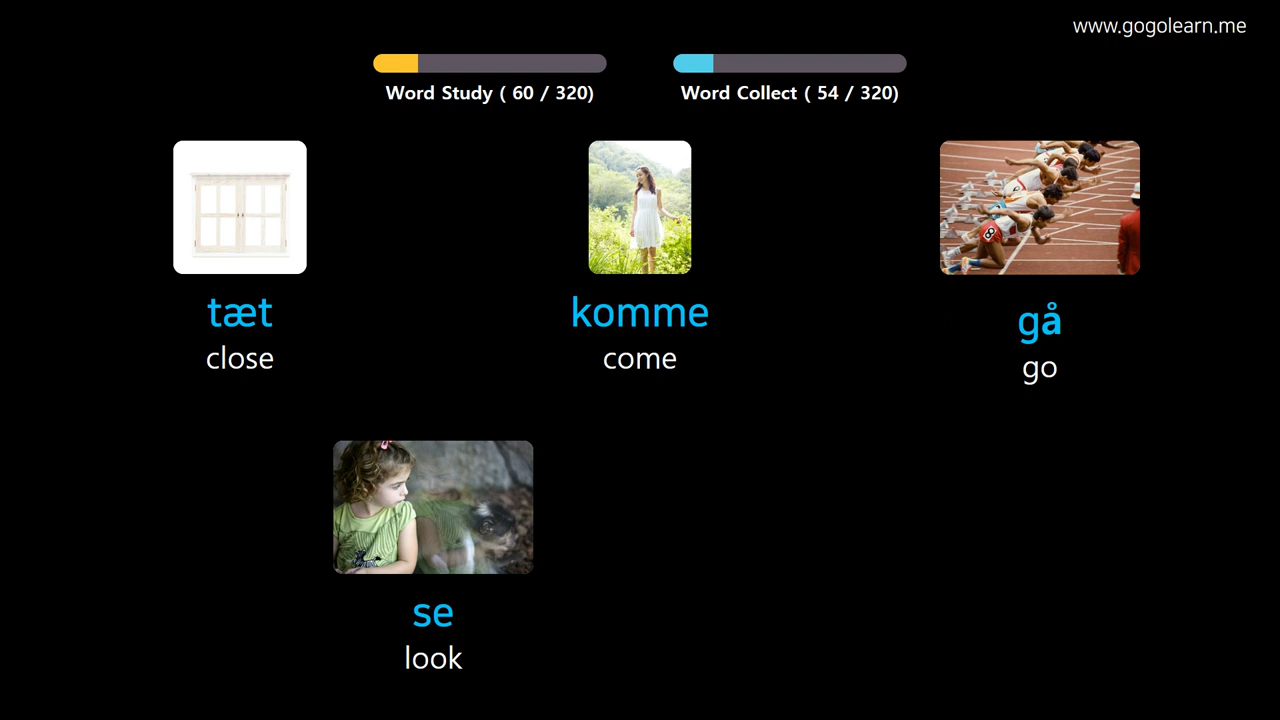 www.gogolearn.me
Word Study ( 60 / 320)
Word Collect ( 54 / 320)
tæt
close
komme
come
gå
go
se
look